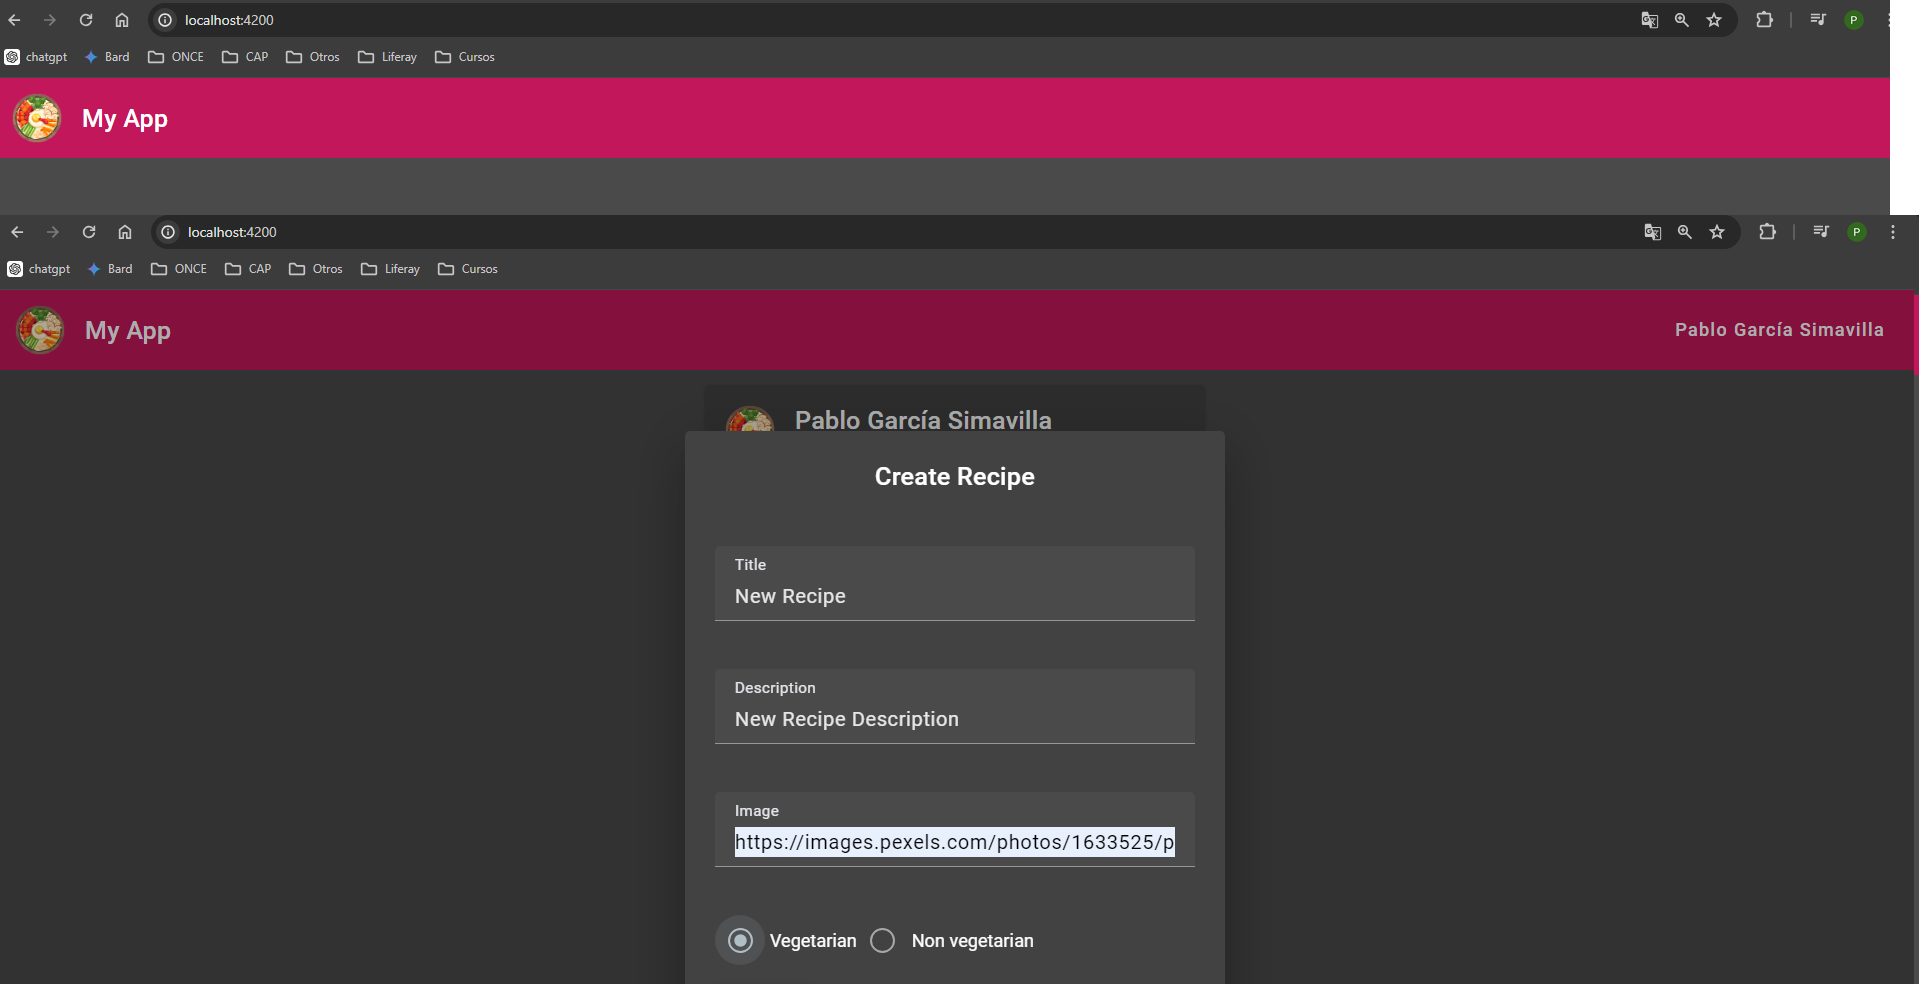 localhost:4200
P
chatgpt Bard ONCE CAP Otros Liferay Cursos
My App
localhost:4200
P
chatgpt Bard ONCE CAP Otros Liferay Cursos
My App Pablo García Simavilla
Pablo García Simavilla
Create Recipe
Title
New Recipe
Description
New Recipe Description
Image
https://images.pexels.com/photos/1633525/p
Vegetarian Non vegetarian